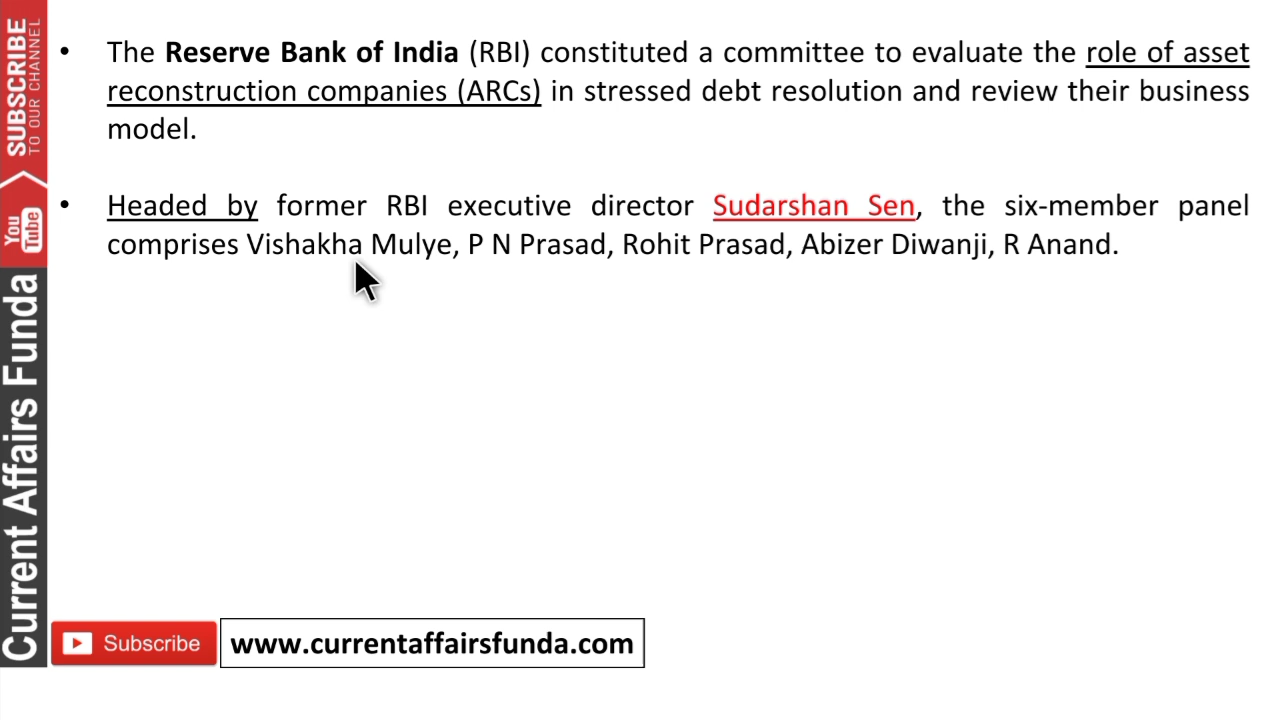 • The Reserve Bank of India (RBI) constituted a committee to evaluate the role of asset
reconstruction companies (ARCs) in stressed debt resolution and review their business
model.
• Headed by former RBI executive director Sudarshan Sen, the six-member panel
comprises Vishakha Mulye, P N Prasad, Rohit Prasad, Abizer Diwanji, R Anand.
SUBSCRIBE
TO OUR CHANNEL
You
Tube
Current Affairs Funda
Subscribe
www.currentaffairsfunda.com